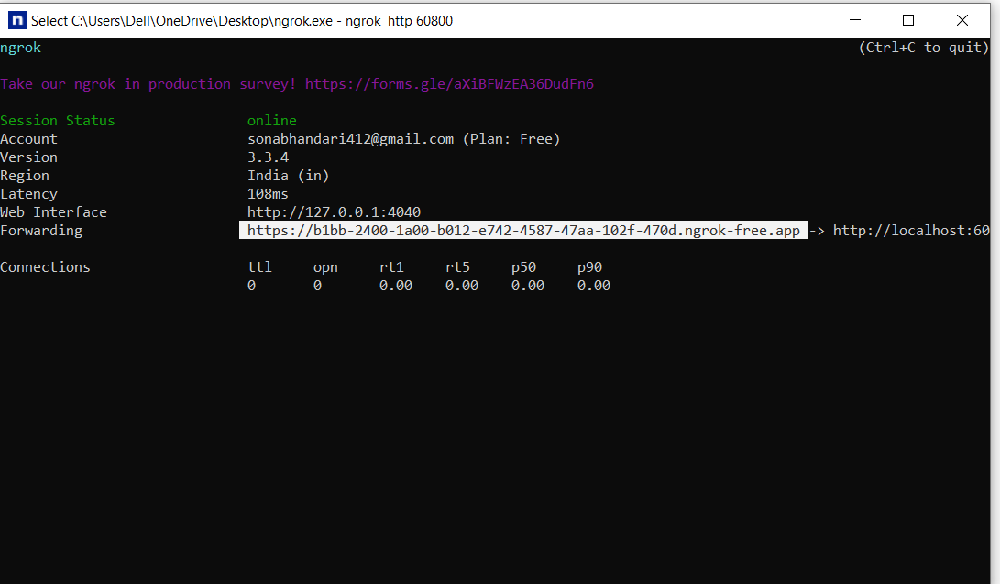 Select C:\Users\Dell\OneDrive\Desktop\ngrok.exe - ngrok  http 60800
ngrok (Ctrl+C to quit)
Take our ngrok in production survey! https://forms.gle/aXiBFWzEA36DudFn6
Session Status online
Account sonabhandari412@gmail.com (Plan: Free)
Version 3.3.4
Region India (in)
Latency 108ms
Web Interface http://127.0.0.1:4040
Forwarding https://b1bb-2400-1a00-b012-e742-4587-47aa-102f-470d.ngrok-free.app -> http://localhost:60
Connections ttl opn rt1 rt5 p50 p90
0 0 0.00 0.00 0.00 0.00